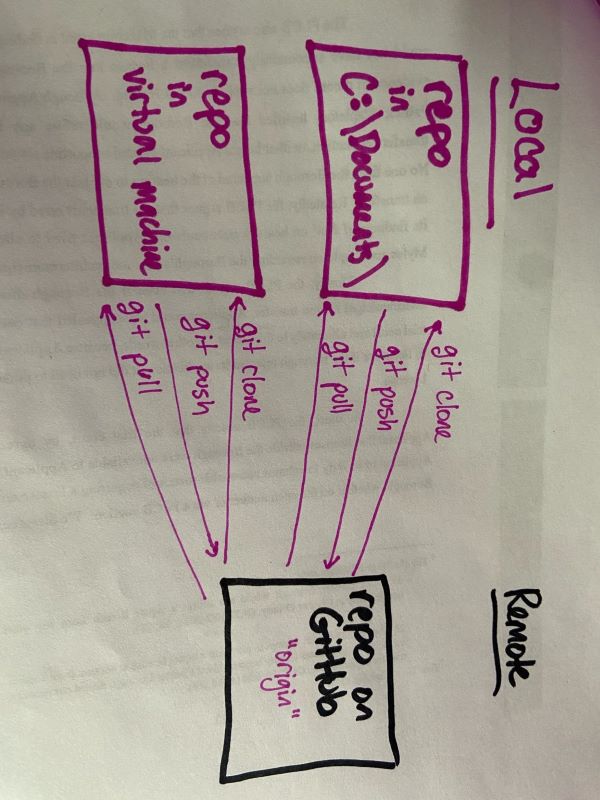 Local
Remote
repo
in
C:\Documents\
git clone
git push
git pull
repo on
GitHub
"origin"
repo
in
virtual machine
git clone
git push
git pull